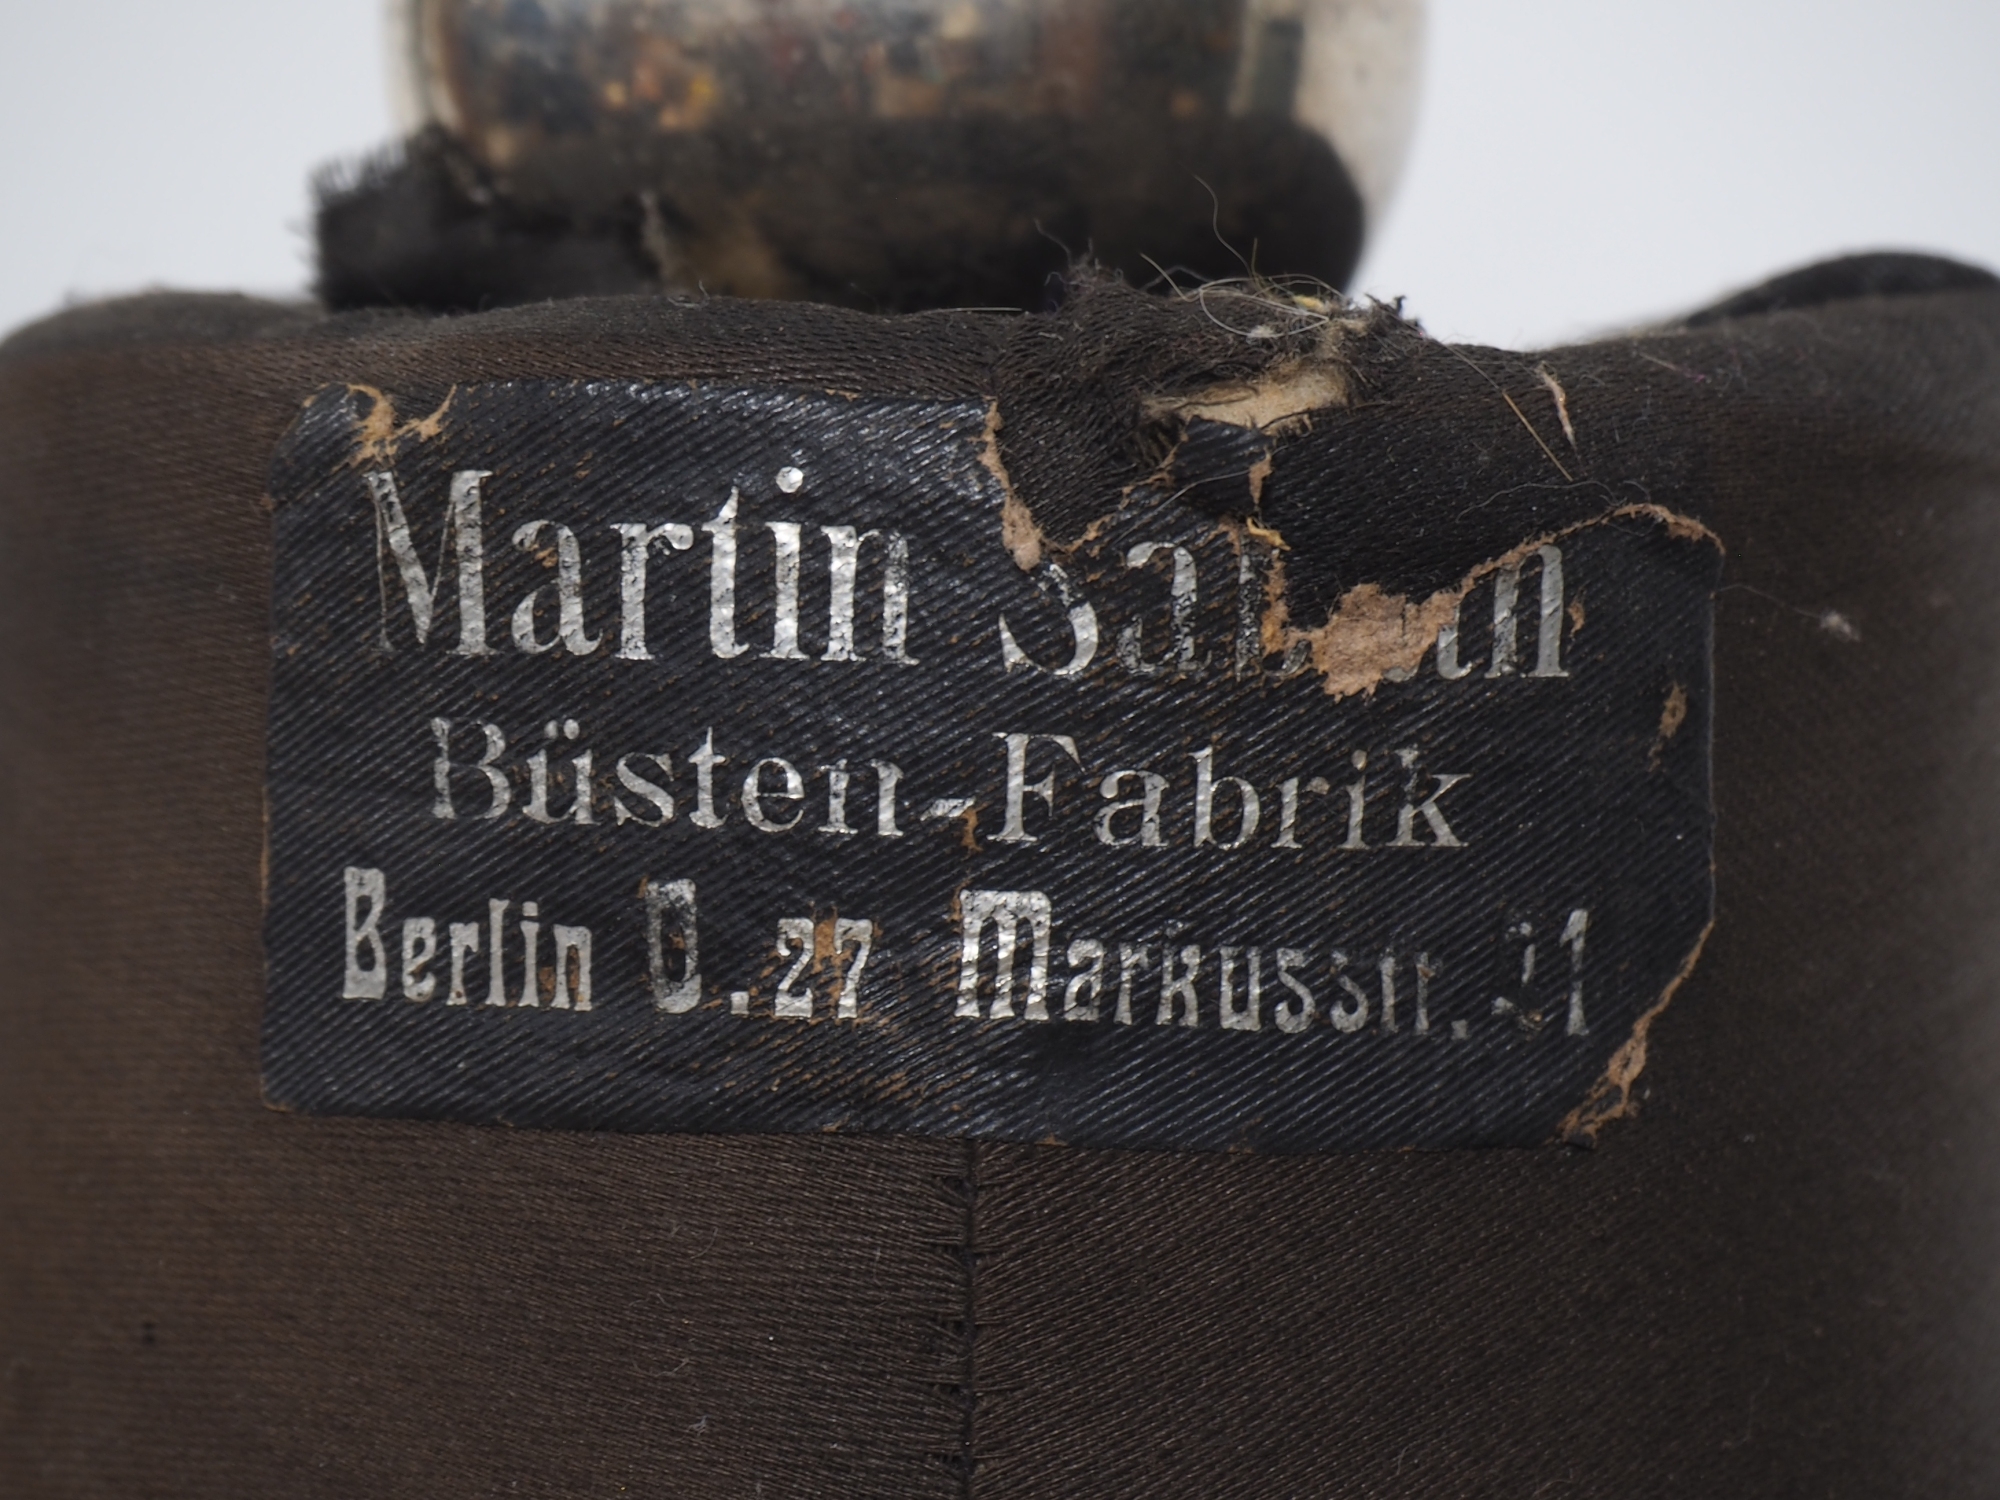 Martin
Büsten-Fabrik
Berlin O. 27 Markusstr.